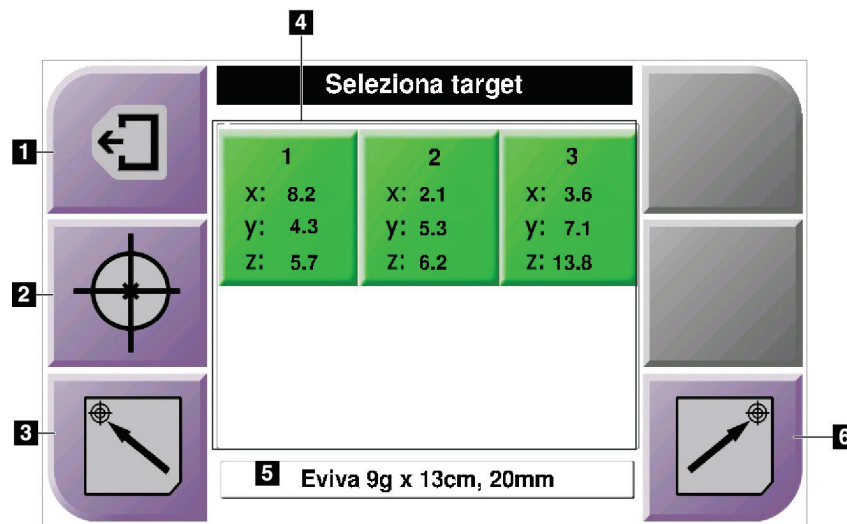 4
Seleziona target
1
1 2 3
x: 8.2 x: 2.1 x: 3.6
y: 4.3 y: 5.3 y: 7.1
z: 5.7 z: 6.2 z: 13.8
2
3
6
5 Eviva 9g x 13cm, 20mm